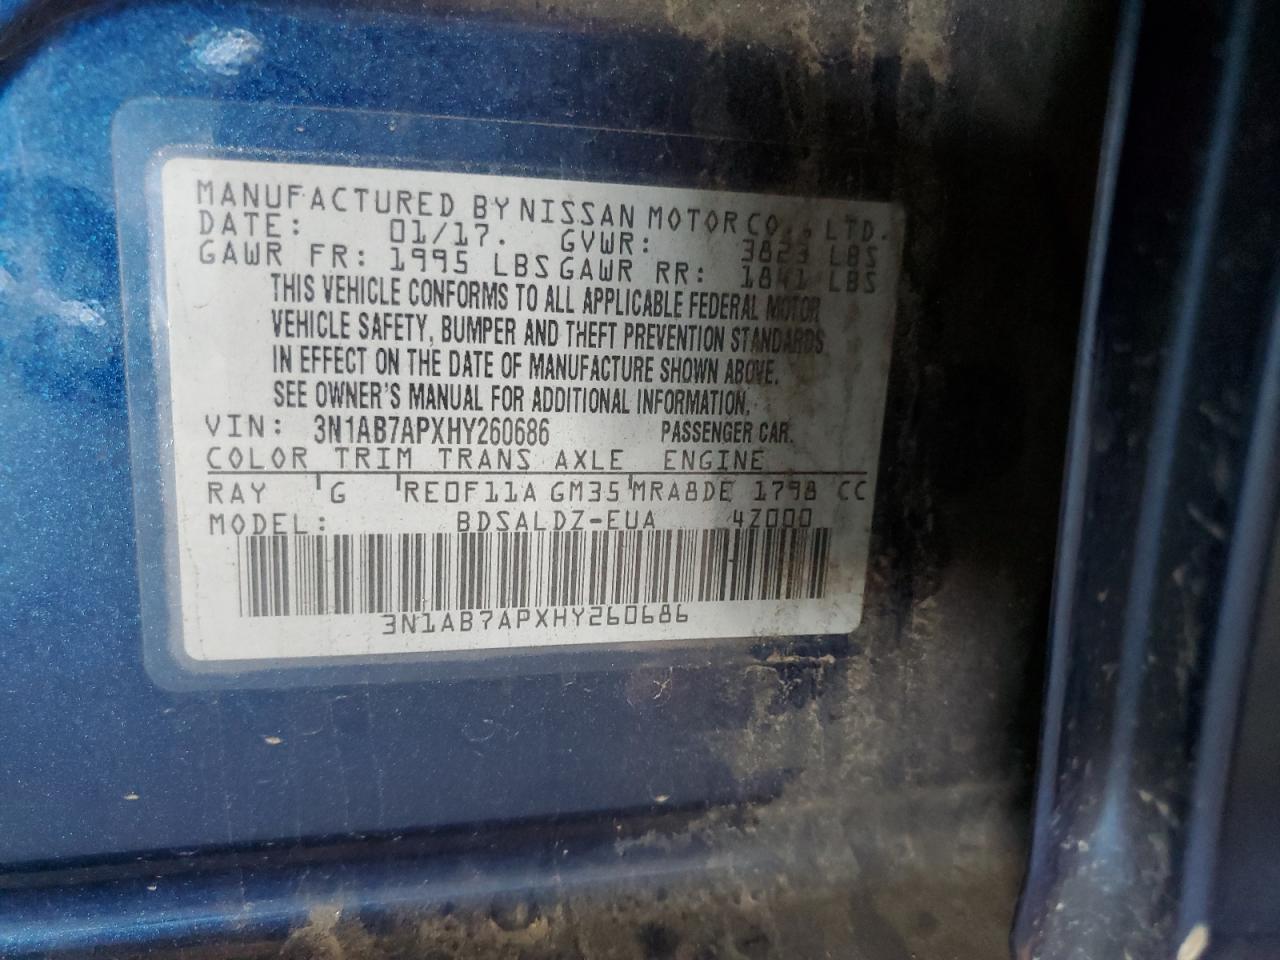 MANUFACTURED BY NISSAN MOTOR CO., LTD.
DATE: 01/17. GVWR: 3823 LBS
GAWR FR: 1995 LBS GAWR RR: 1841 LBS
THIS VEHICLE CONFORMS TO ALL APPLICABLE FEDERAL MOTOR
VEHICLE SAFETY, BUMPER AND THEFT PREVENTION STANDARDS
IN EFFECT ON THE DATE OF MANUFACTURE SHOWN ABOVE.
SEE OWNER'S MANUAL FOR ADDITIONAL INFORMATION.
VIN: 3N1AB7APXHY260686 PASSENGER CAR.
COLOR TRIM TRANS AXLE ENGINE
RAY G RE0F11A GM35 MRA8DE 1798 CC
MODEL: BDSALDZ-EUA 4Z000
3N1AB7APXHY260686